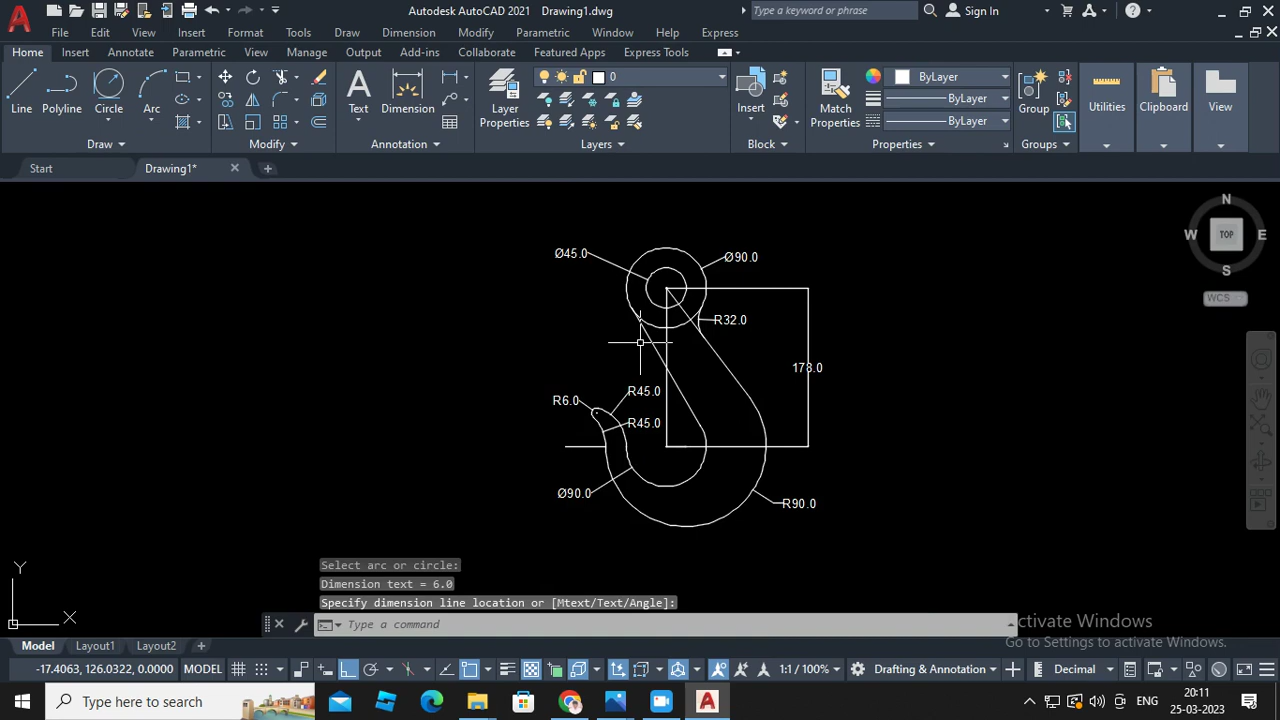 Autodesk AutoCAD 2021 Drawing1.dwg
Type a keyword or phrase
Sign In
File Edit View Insert Format Tools Draw Dimension Modify Parametric Window Help Express
Home Insert Annotate Parametric View Manage Output Add-ins Collaborate Featured Apps Express Tools
Line Polyline Circle Arc
Text Dimension
Layer
Properties
0
Insert
Match
Properties
ByLayer
ByLayer
ByLayer
Group
Utilities
Clipboard
View
Draw Modify Annotation Layers Block Properties Groups
Start Drawing1*
N
W TOP E
S
WCS
Ø45.0
Ø90.0
R32.0
178.0
R45.0
R6.0
R45.0
Ø90.0
R90.0
Select arc or circle:
Dimension text = 6.0
Specify dimension line location or [Mtext/Text/Angle]:
Type a command
Y
X
ctivate Windows
Go to Settings to activate Windows.
Model Layout1 Layout2
-17.4063, 126.0322, 0.0000 MODEL
1:1 / 100%
Drafting & Annotation
Decimal
Type here to search
ENG
20:11
25-03-2023